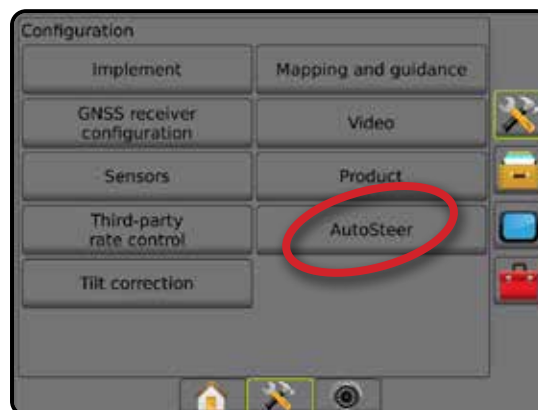 Configuration
Implement
Mapping and guidance
GNSS receiver
configuration
Video
Sensors
Product
Third-party
rate control
AutoSteer
Tilt correction